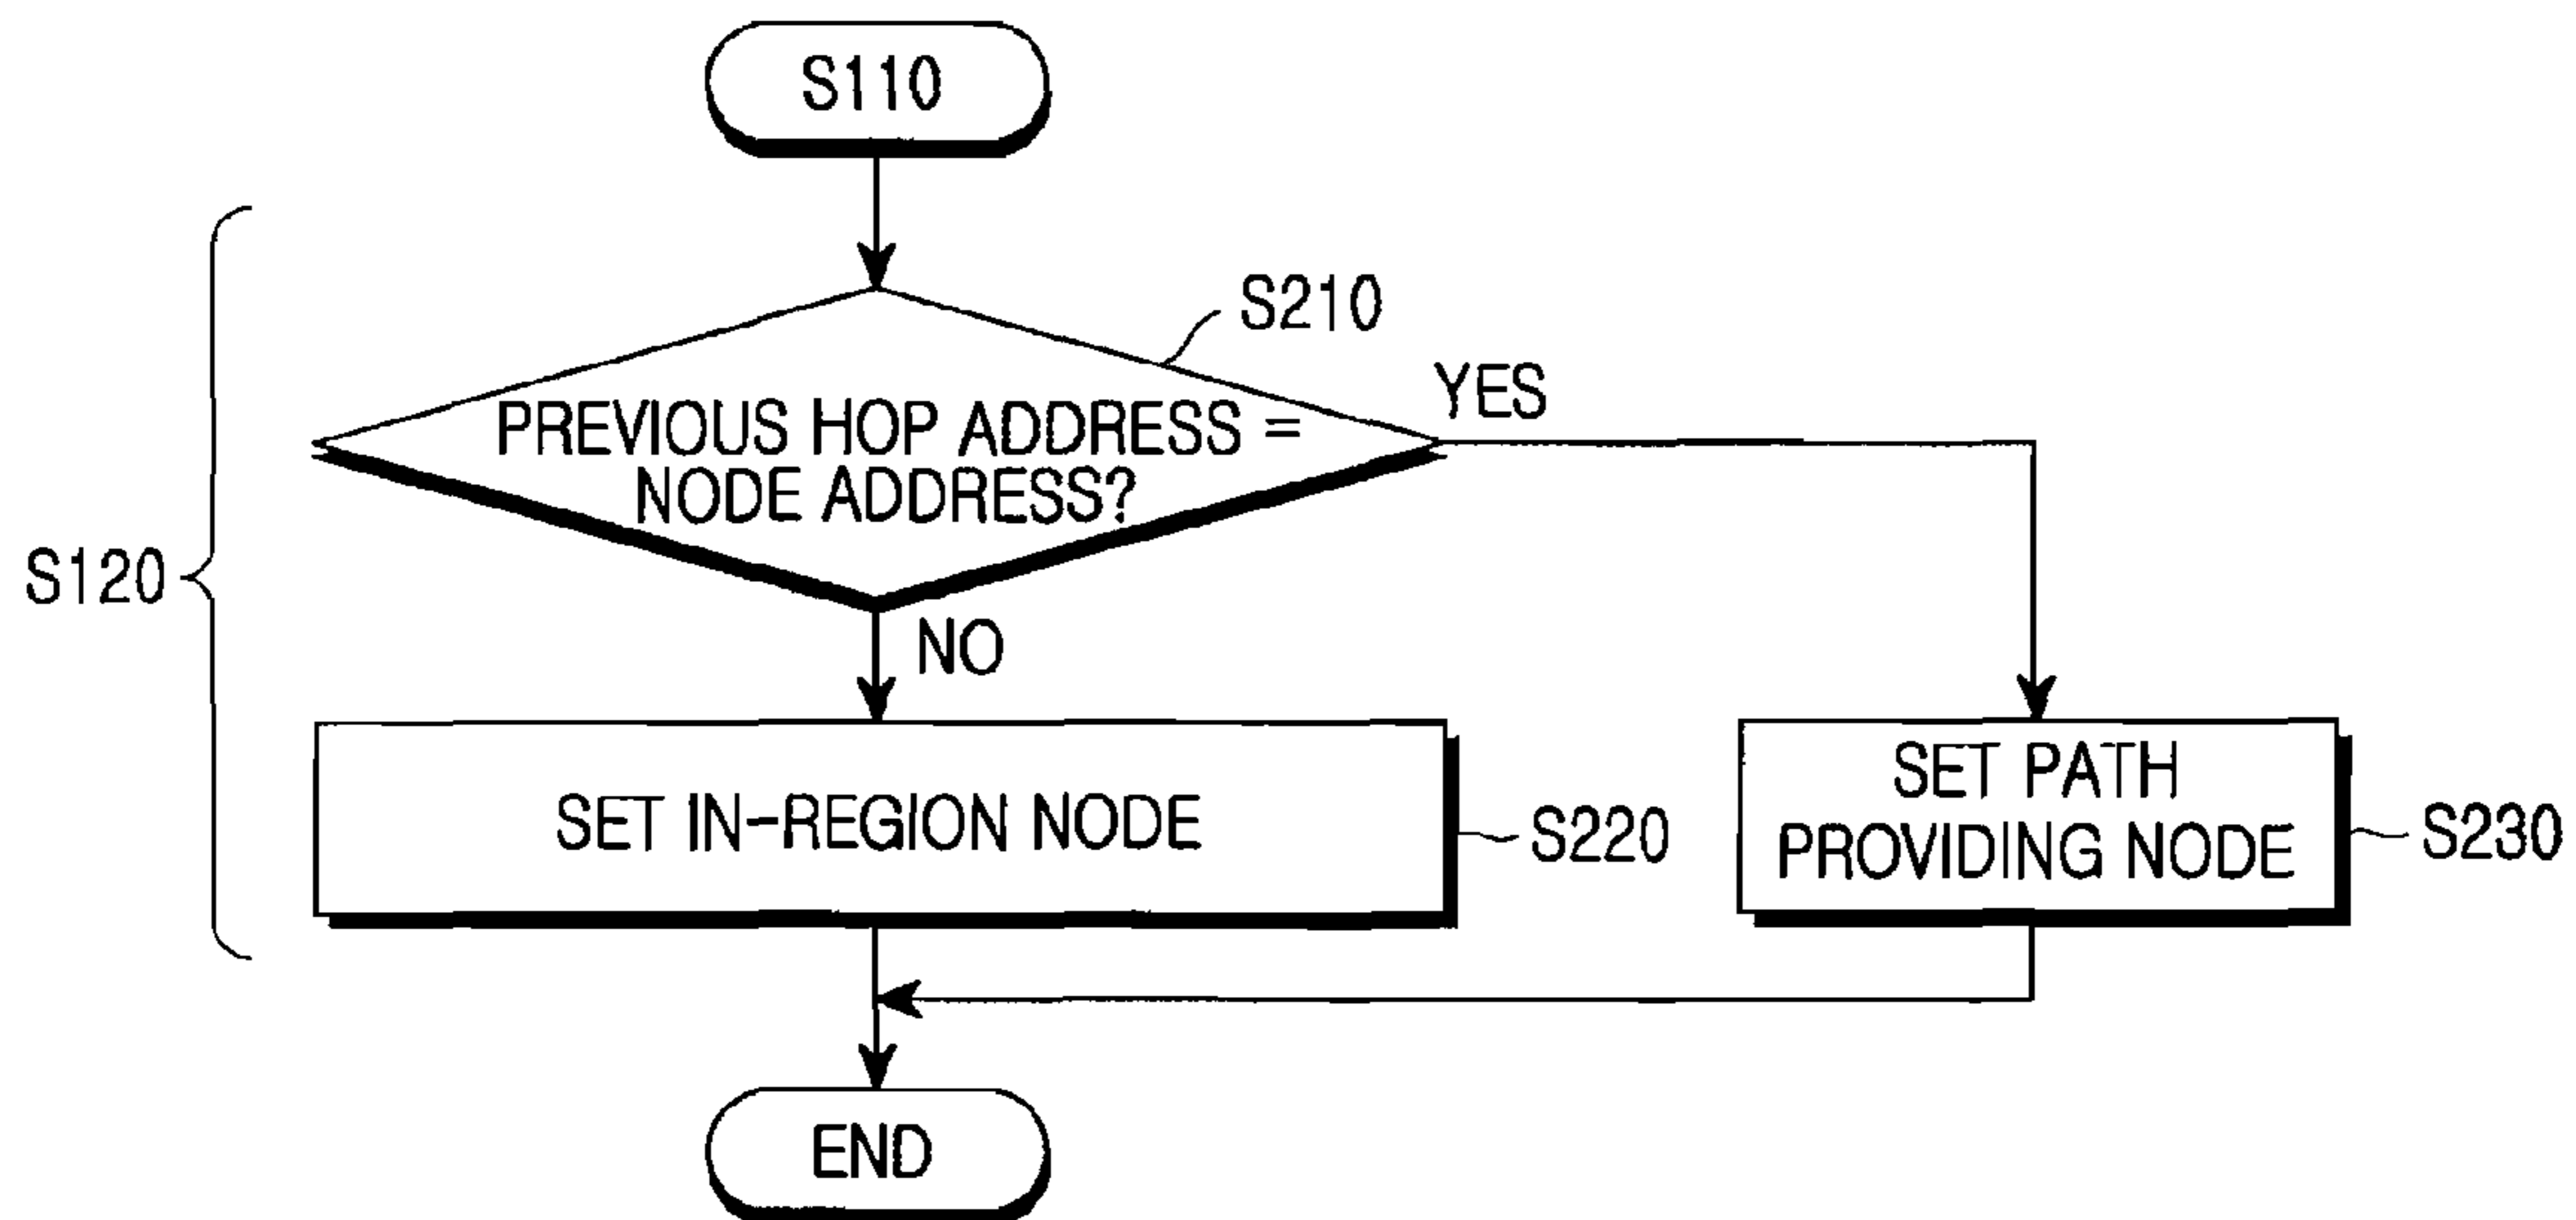 S110
S210
YES
PREVIOUS HOP ADDRESS =
NODE ADDRESS?
S120
NO
SET IN-REGION NODE
S220
SET PATH
PROVIDING NODE
S230
END